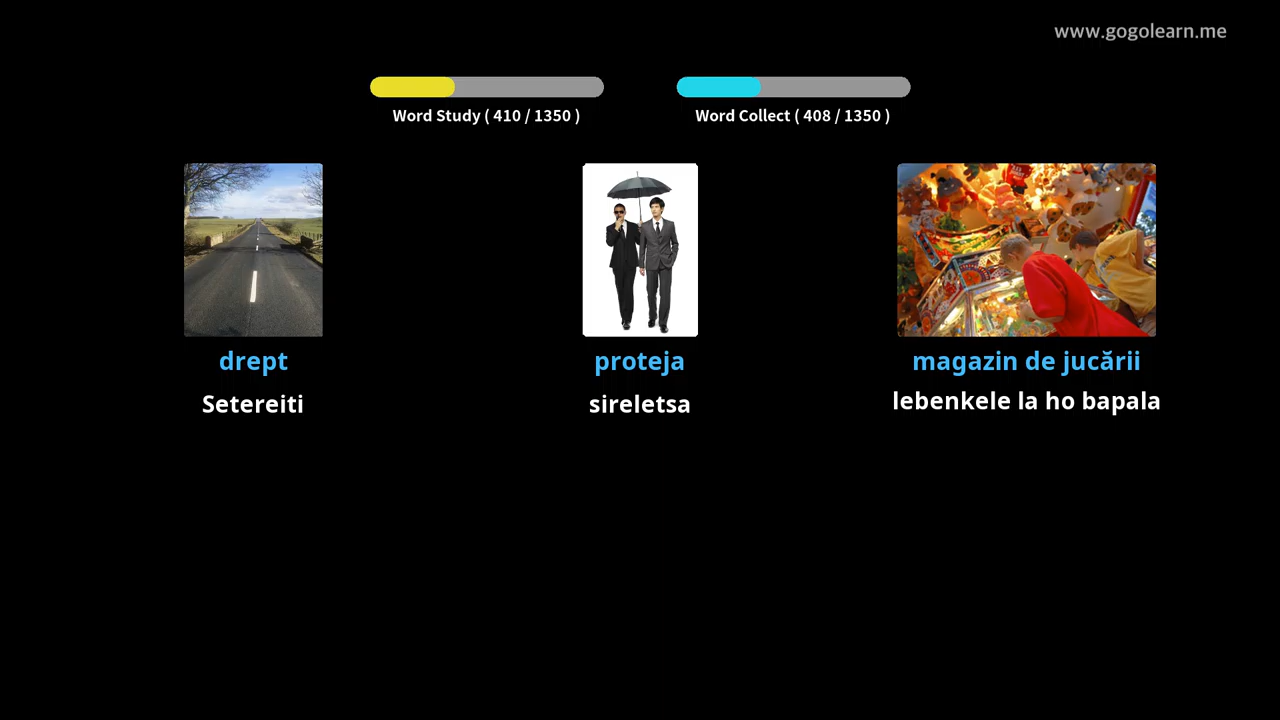 www.gogolearn.me
Word Study ( 410 / 1350 )
Word Collect ( 408 / 1350 )
drept
proteja
magazin de jucării
Setereiti
sireletsa
lebenkele la ho bapala